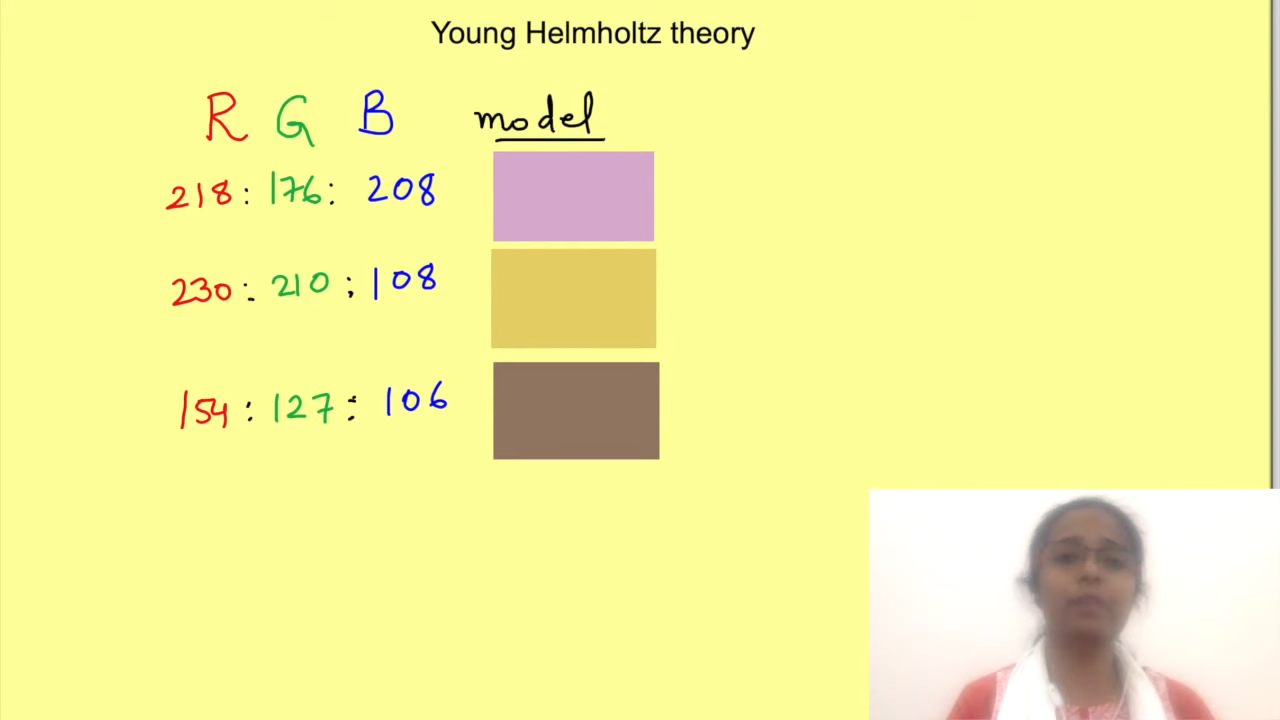 Young Helmholtz theory
R G B model
218 : 176 : 208
230 : 210 : 108
154 : 127 : 106